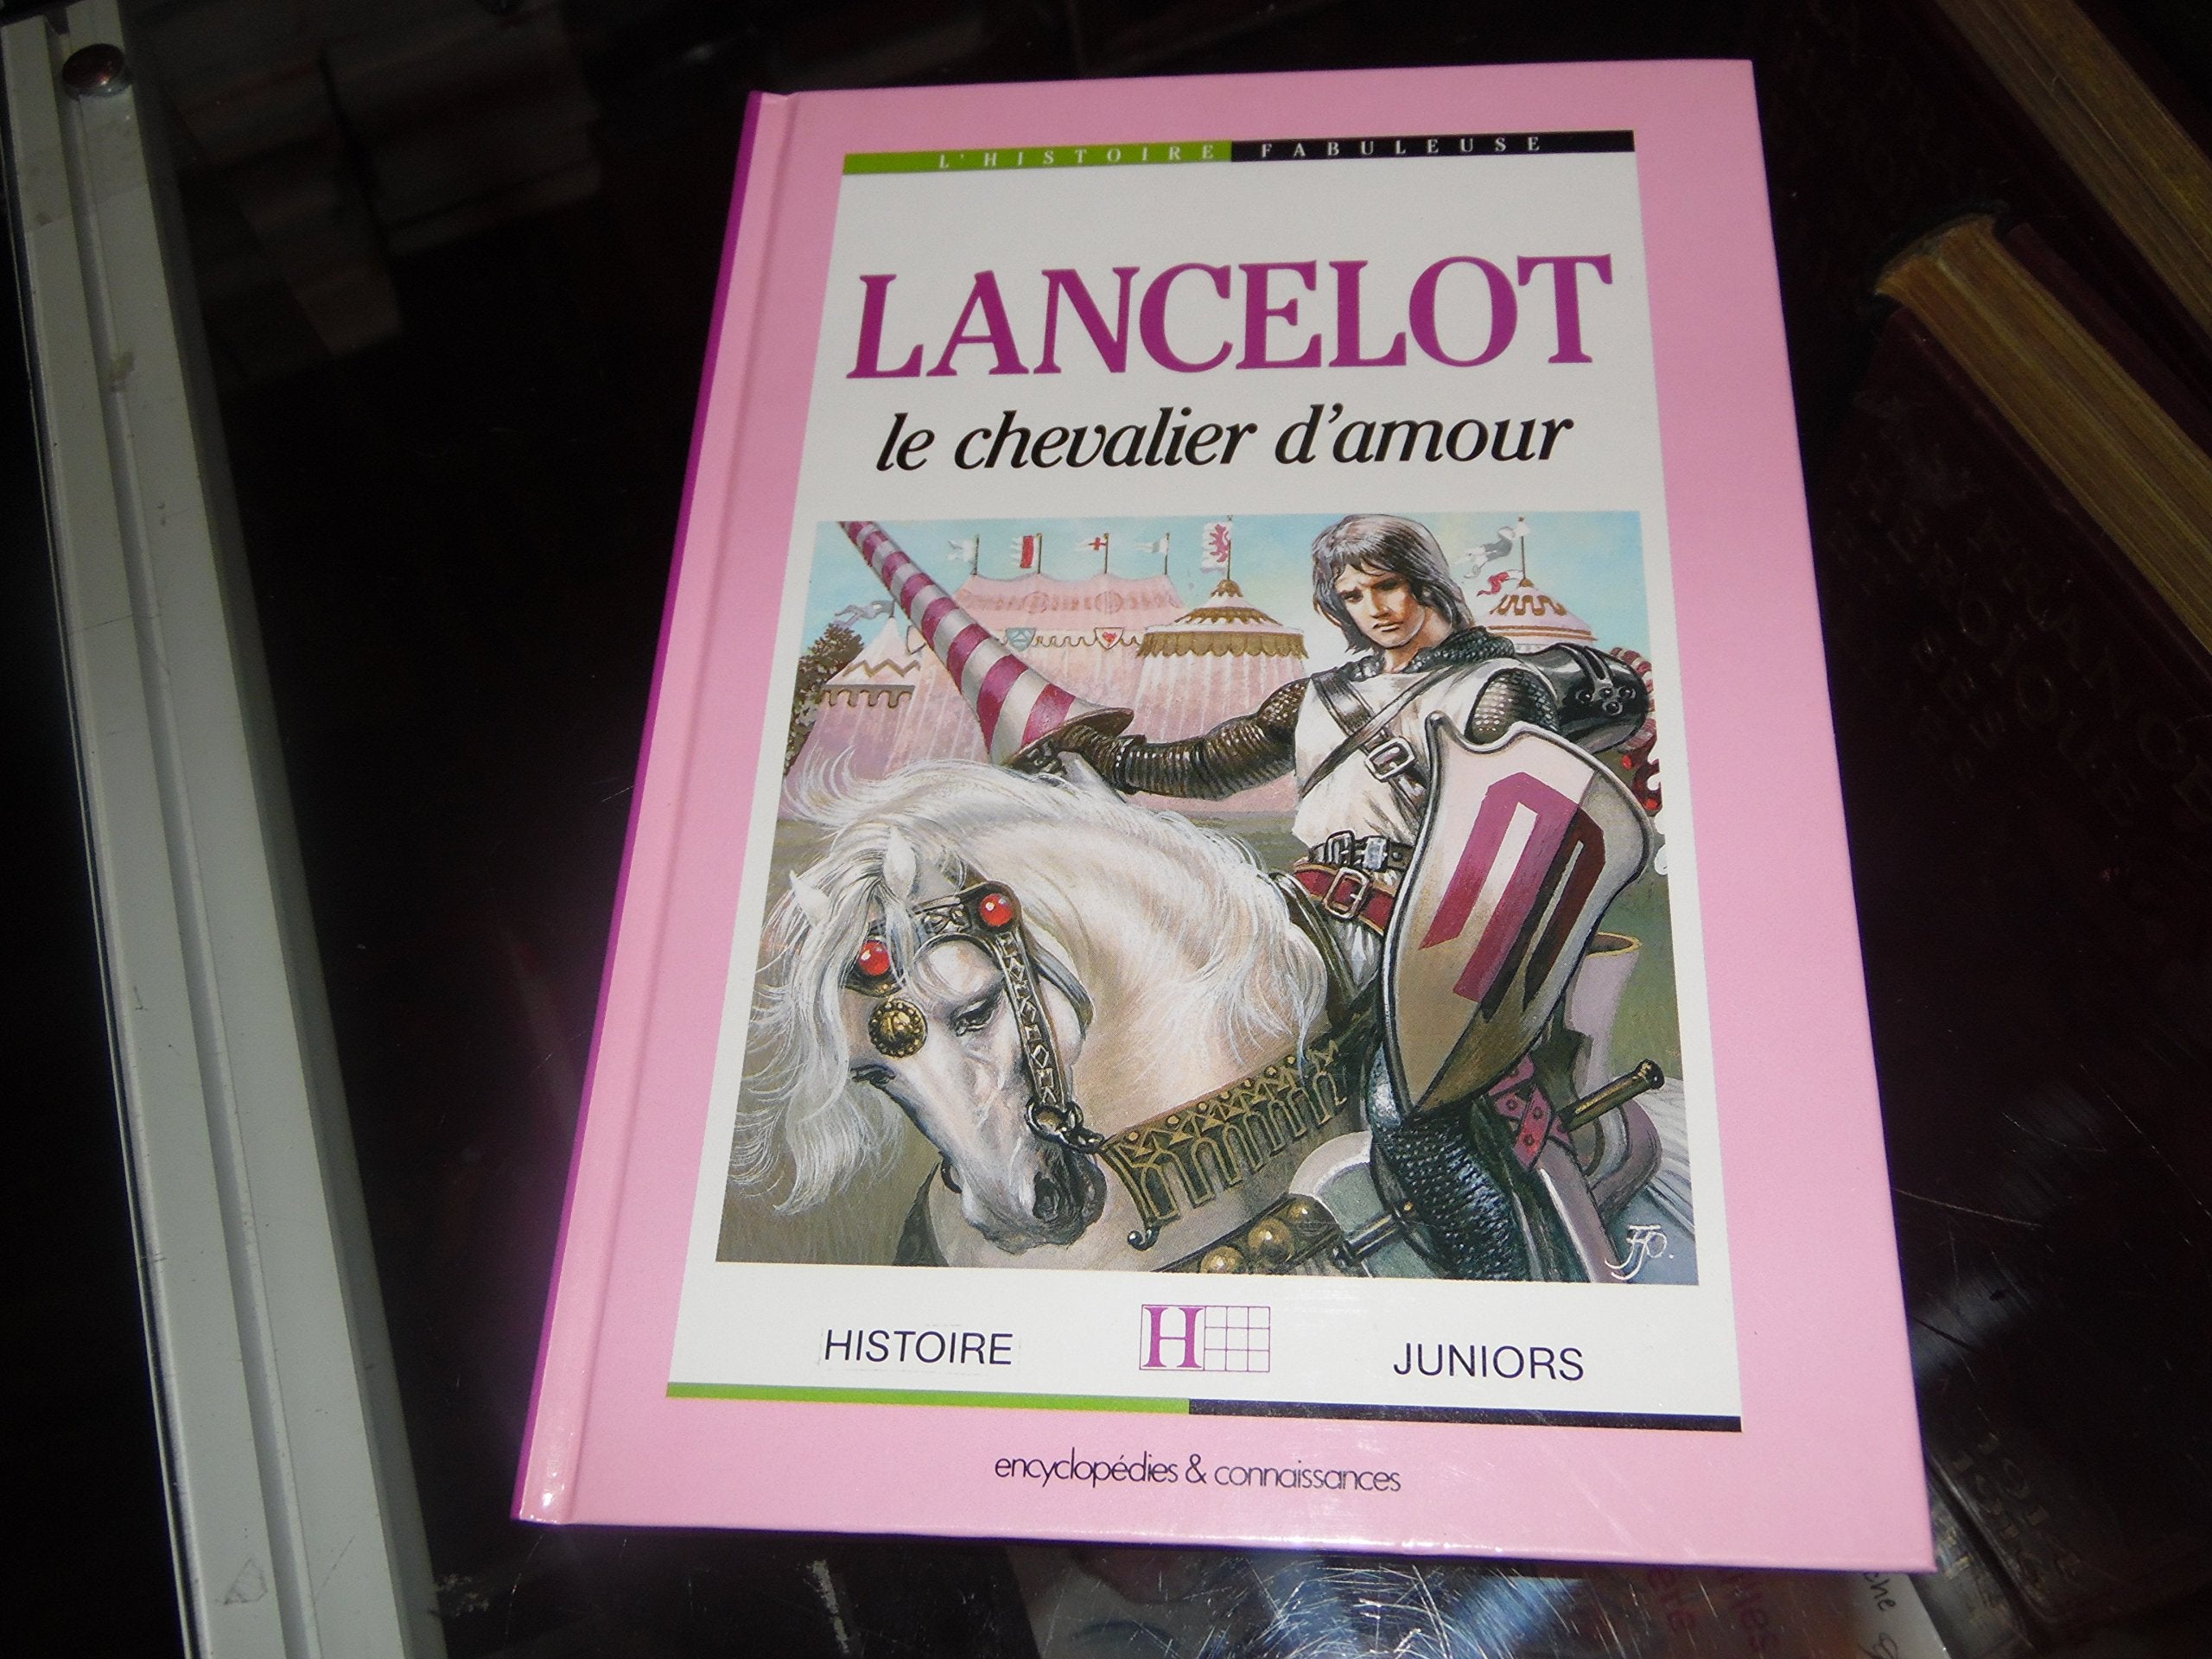 L'HISTOIRE FABULEUSE
LANCELOT
le chevalier d'amour
HISTOIRE H JUNIORS
encyclopédies & connaissances